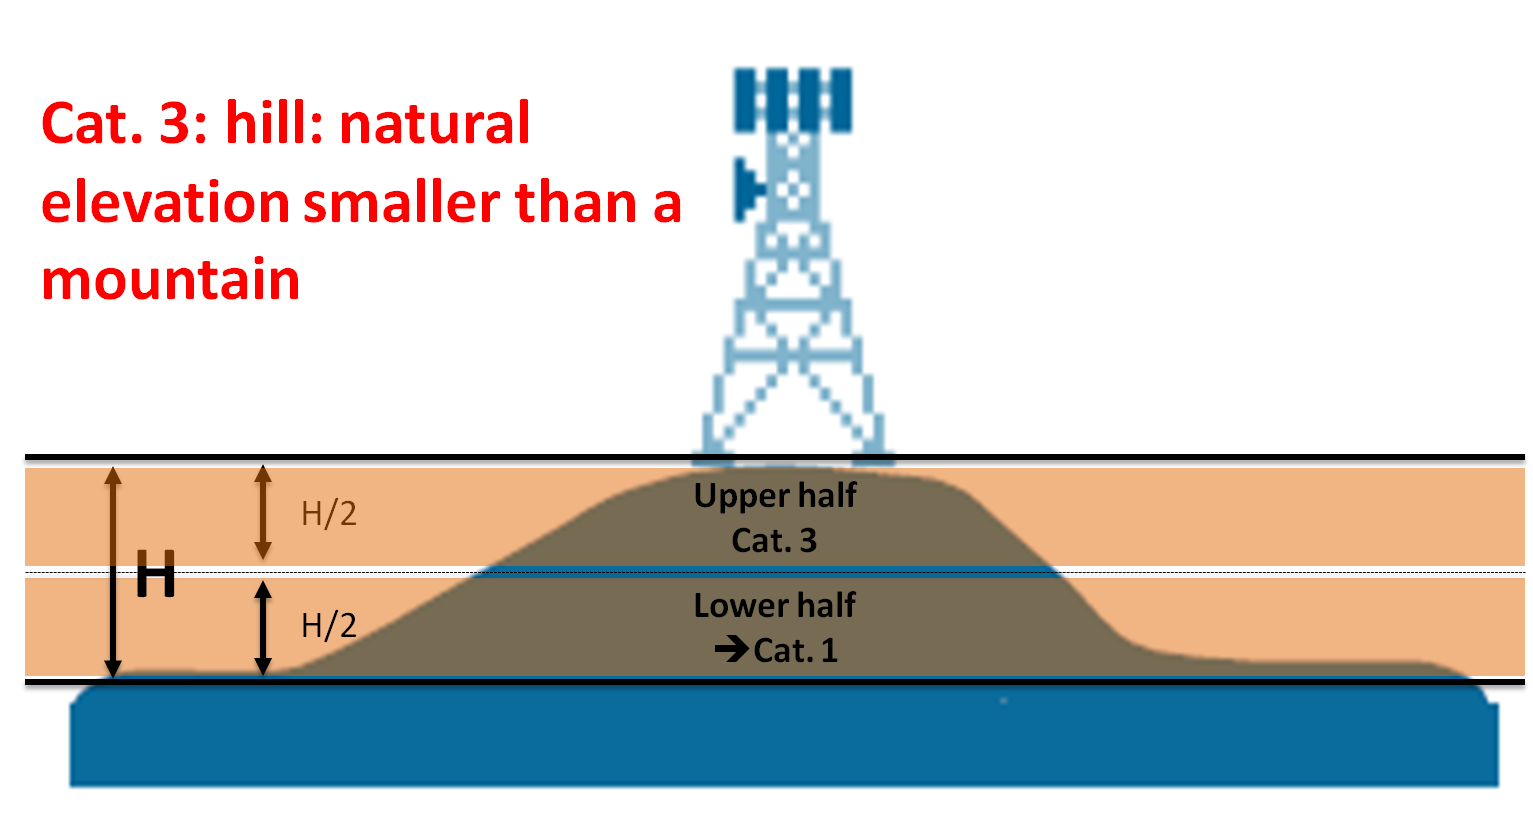 Cat. 3: hill: natural
elevation smaller than a
mountain
Upper half
Cat. 3
H/2
H
Lower half
➔Cat. 1
H/2